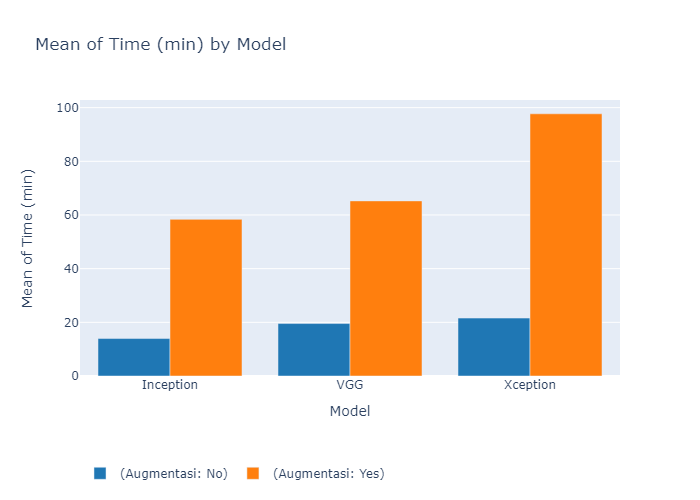 Mean of Time (min) by Model
Mean of Time (min)
100
80
60
40
20
0
Inception
VGG
Xception
Model
(Augmentasi: No)
(Augmentasi: Yes)